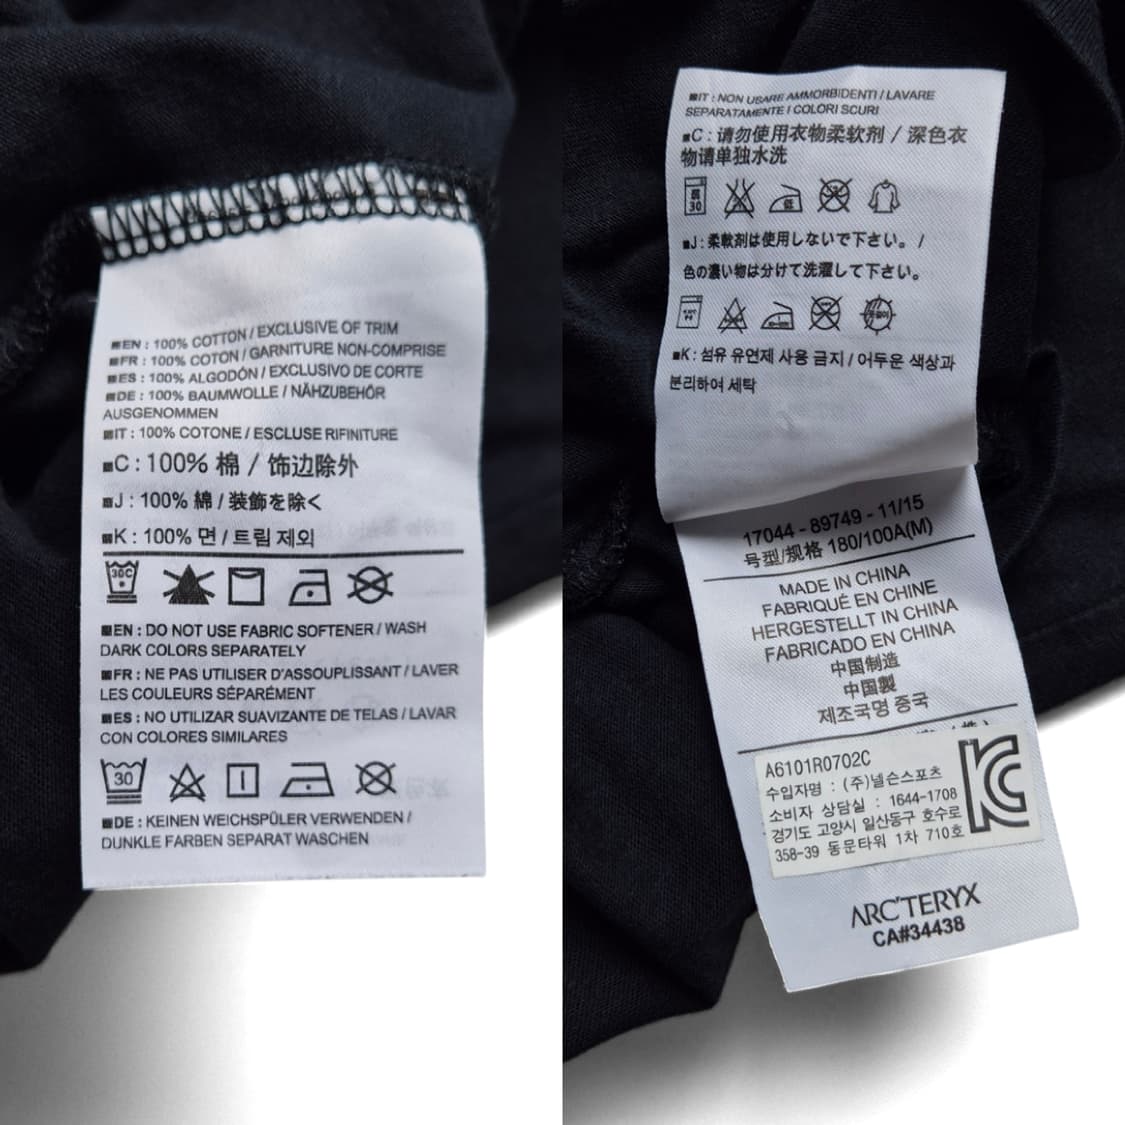 EN : 100% COTTON / EXCLUSIVE OF TRIM
FR : 100% COTON / GARNITURE NON-COMPRISE
ES : 100% ALGODÓN / EXCLUSIVO DE CORTE
DE : 100% BAUMWOLLE / NÄHZUBEHÖR
AUSGENOMMEN
IT : 100% COTONE / ESCLUSE RIFINITURE
C : 100% 棉 / 饰边除外
J : 100% 綿 / 装飾を除く
K : 100% 면 / 트림 제외
30C
EN : DO NOT USE FABRIC SOFTENER / WASH
DARK COLORS SEPARATELY
FR : NE PAS UTILISER D'ASSOUPLISSANT / LAVER
LES COULEURS SÉPARÉMENT
ES : NO UTILIZAR SUAVIZANTE DE TELAS / LAVAR
CON COLORES SIMILARES
30
DE : KEINEN WEICHSPÜLER VERWENDEN /
DUNKLE FARBEN SEPARAT WASCHEN
IT : NON USARE AMMORBIDENTI / LAVARE
SEPARATAMENTE I COLORI SCURI
C : 请勿使用衣物柔软剂 / 深色衣
物请单独水洗
30 低
J : 柔軟剤は使用しないで下さい。 /
色の濃い物は分けて洗濯して下さい。
K : 섬유 유연제 사용 금지 / 어두운 색상과
분리하여 세탁
17044 - 89749 - 11/15
号型/规格 180/100A(M)
MADE IN CHINA
FABRIQUÉ EN CHINE
HERGESTELLT IN CHINA
FABRICADO EN CHINA
中国制造
中国製
제조국명 중국
A6101R0702C
수입자명 : (주)넬슨스포츠
소비자 상담실 : 1644-1708
경기도 고양시 일산동구 호수로
358-39 동문타워 1차 710호
ARC'TERYX
CA#34438